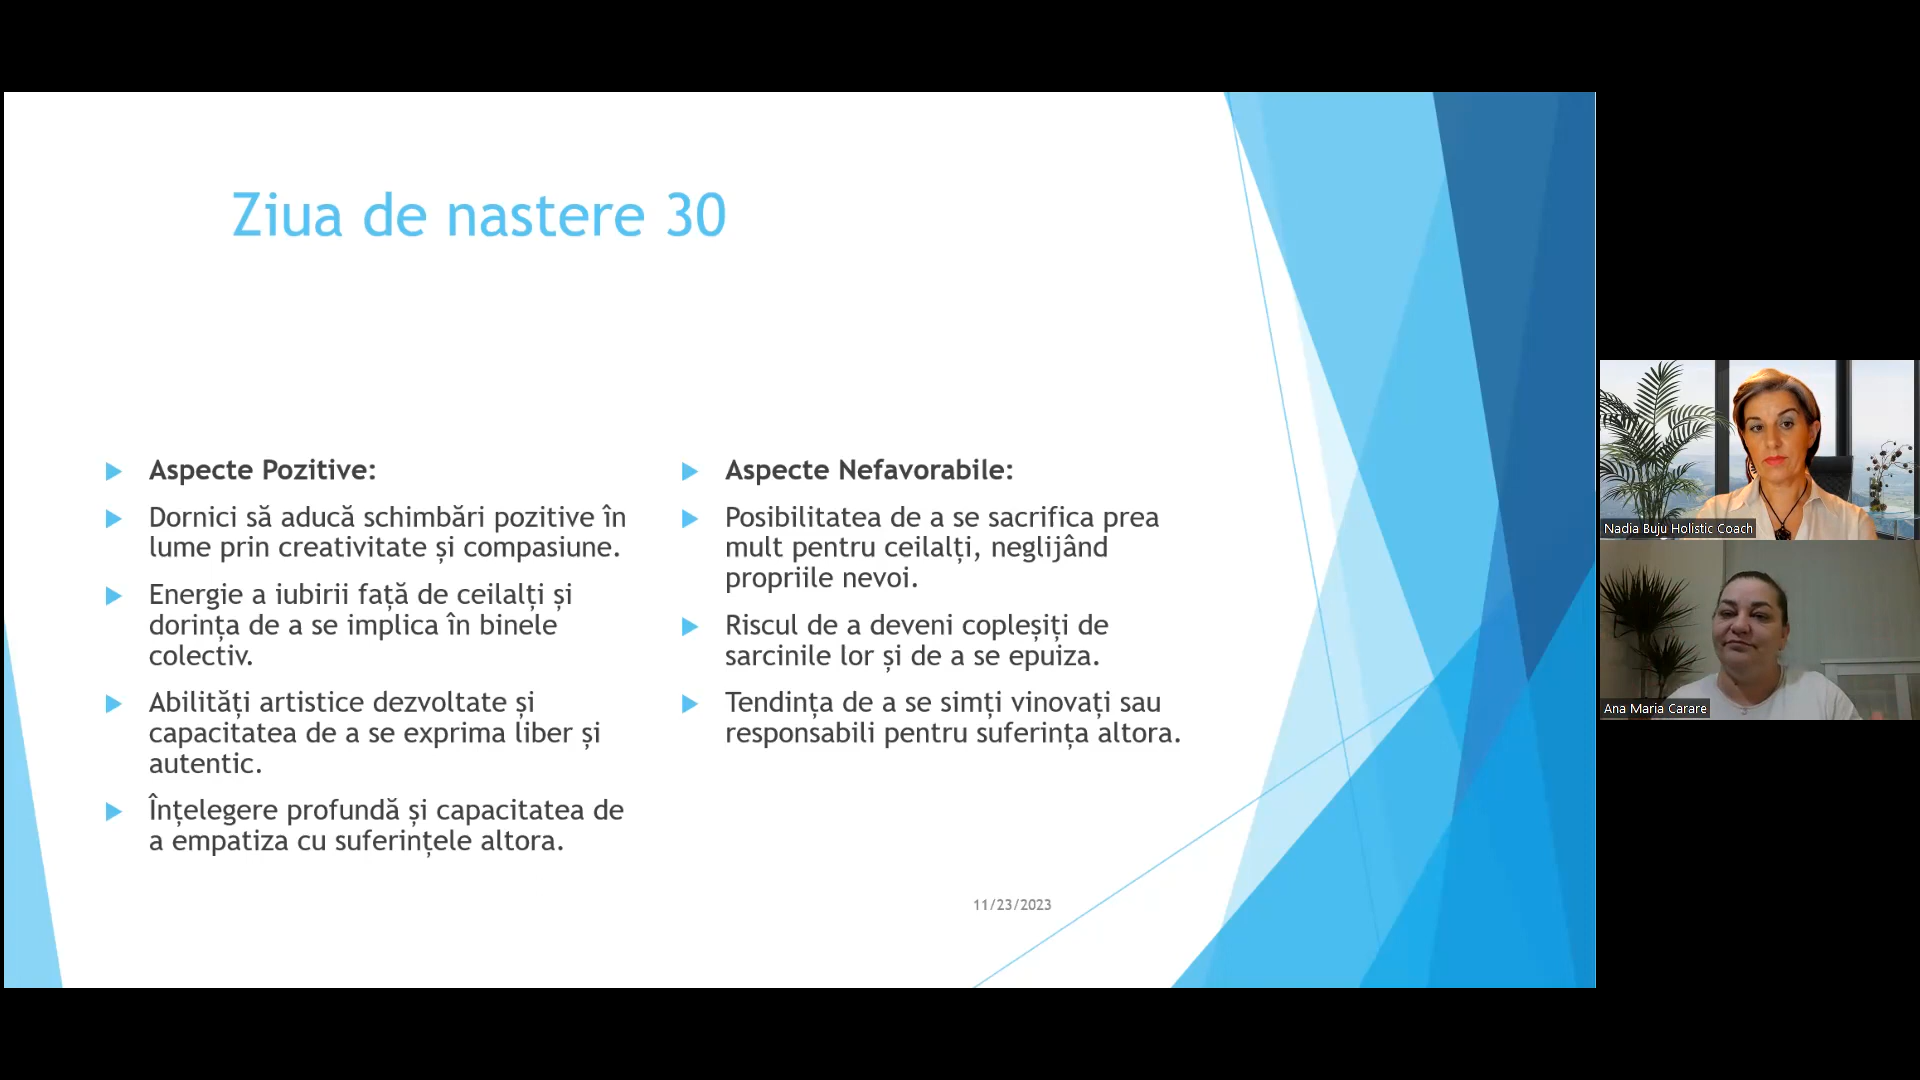 Ziua de nastere 30
Aspecte Pozitive:
Dornici să aducă schimbări pozitive în
lume prin creativitate și compasiune.
Energie a iubirii față de ceilalți și
dorința de a se implica în binele
colectiv.
Abilități artistice dezvoltate și
capacitatea de a se exprima liber și
autentic.
Înțelegere profundă și capacitatea de
a empatiza cu suferințele altora.
Aspecte Nefavorabile:
Posibilitatea de a se sacrifica prea
mult pentru ceilalți, neglijând
propriile nevoi.
Riscul de a deveni copleșiți de
sarcinile lor și de a se epuiza.
Tendința de a se simți vinovați sau
responsabili pentru suferința altora.
11/23/2023
Nadia Buju Holistic Coach
Ana Maria Carare